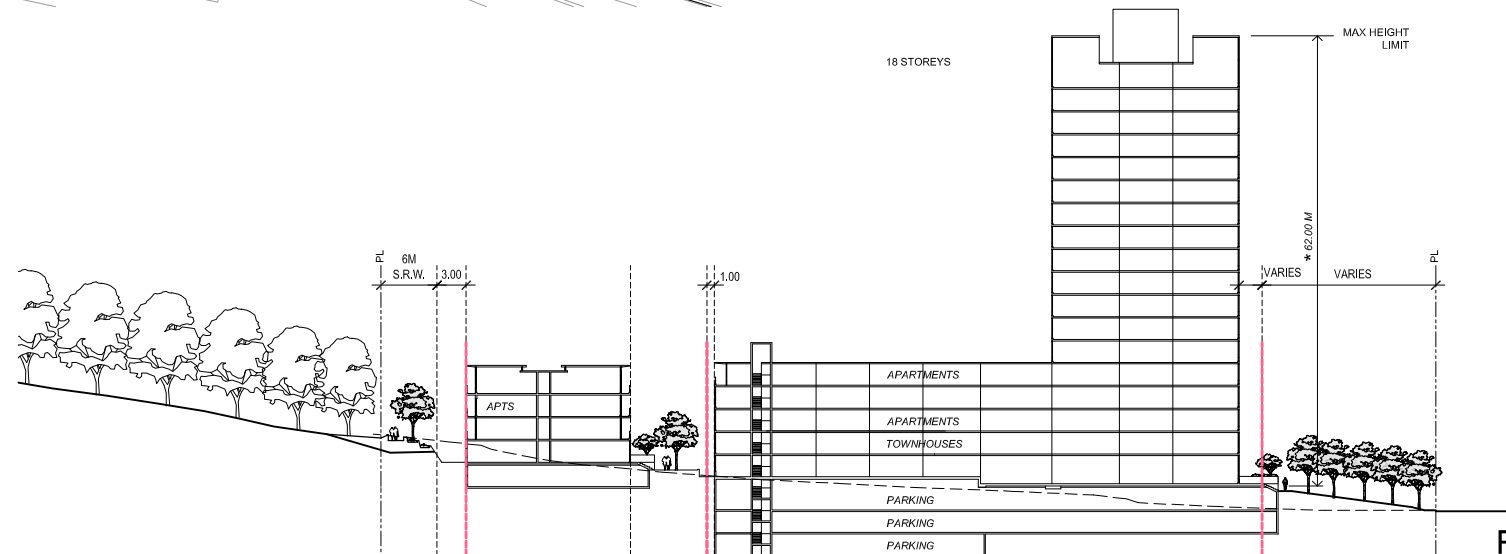 MAX HEIGHT
LIMIT
18 STOREYS
* 62.00 M
PL
6M
S.R.W.
3.00
1.00
VARIES
VARIES
PL
APTS
APARTMENTS
APARTMENTS
TOWNHOUSES
PARKING
PARKING
PARKING